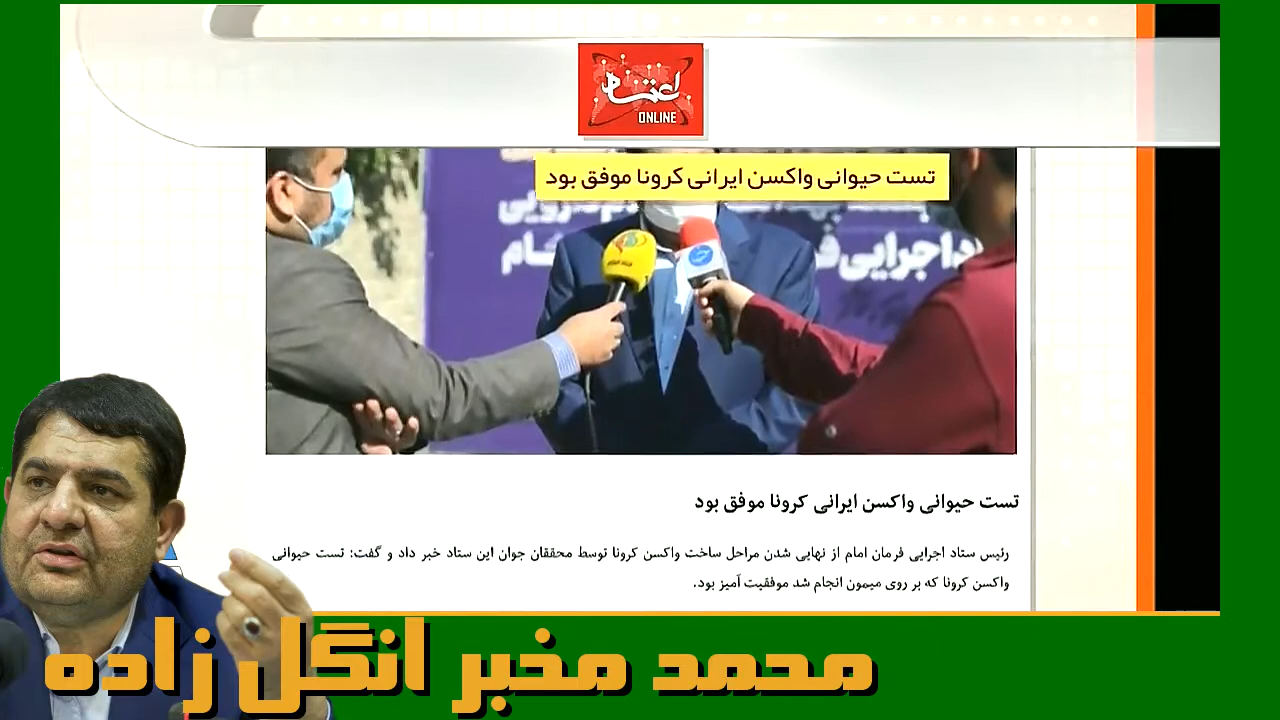 اعتماد
ONLINE
تست حیوانی واکسن ایرانی کرونا موفق بود
تست حیوانی واکسن ایرانی کرونا موفق بود
رئیس ستاد اجرایی فرمان امام از نهایی شدن مراحل ساخت واکسن کرونا توسط محققان جوان این ستاد خبر داد و گفت: تست حیوانی
واکسن کرونا که بر روی میمون انجام شد موفقیت آمیز بود.
محمد مخبر انگل زاده